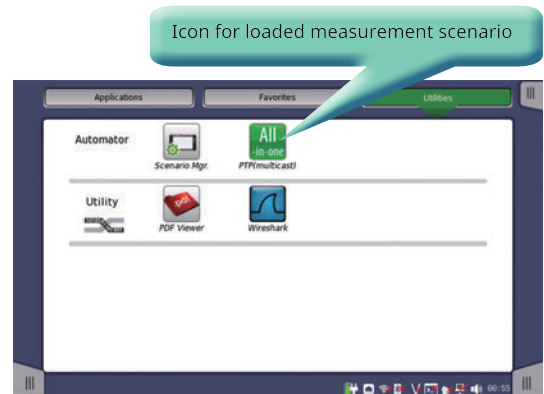 Icon for loaded measurement scenario
Applications
Favorites
Utilities
Automator
All
-in-one
Scenario Mgr.
PTP(multicast)
Utility
.pdf
PDF Viewer
Wireshark
00:55